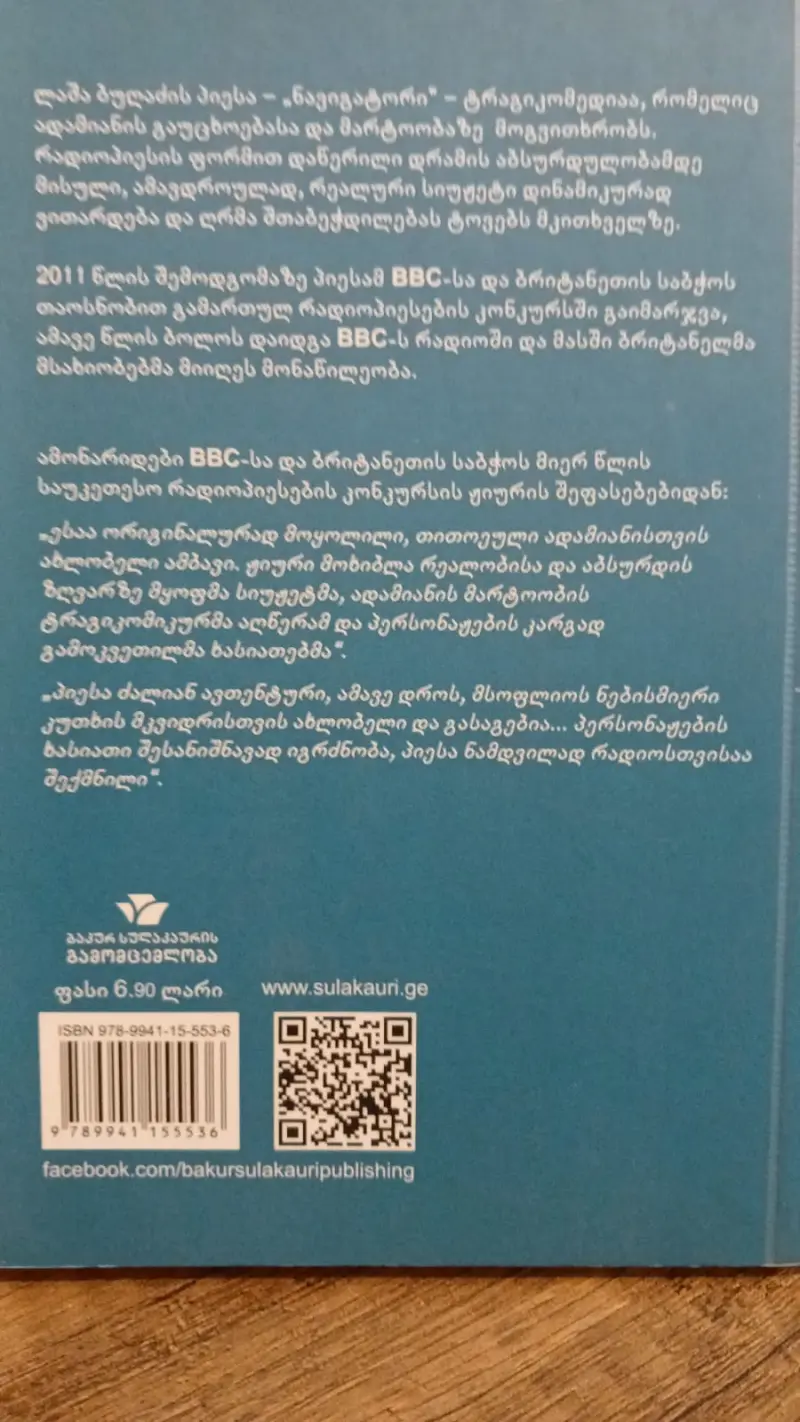 ლაშა ბუღაძის პიესა – „ნავიგატორი“ – ტრაგიკომედიაა, რომელიც
ადამიანის გაუცხოებასა და მარტოობაზე მოგვითხრობს.
რადიოპიესის ფორმით დაწერილი დრამის აბსურდულობამდე
მისული, ამავდროულად, რეალური სიუჟეტი დინამიკურად
ვითარდება და ღრმა შთაბეჭდილებას ტოვებს მკითხველზე.
2011 წლის შემოდგომაზე პიესამ BBC-სა და ბრიტანეთის საბჭოს
თაოსნობით გამართულ რადიოპიესების კონკურსში გაიმარჯვა,
ამავე წლის ბოლოს დაიდგა BBC-ს რადიოში და მასში ბრიტანელმა
მსახიობებმა მიიღეს მონაწილეობა.
ამონარიდები BBC-სა და ბრიტანეთის საბჭოს მიერ წლის
საუკეთესო რადიოპიესების კონკურსის ჟიურის შეფასებებიდან:
„ესაა ორიგინალურად მოყოლილი, თითოეული ადამიანისთვის
ახლობელი ამბავი. ჟიური მოხიბლა რეალობისა და აბსურდის
ზღვარზე მყოფმა სიუჟეტმა, ადამიანის მარტოობის
ტრაგიკომიკურმა აღწერამ და პერსონაჟების კარგად
გამოკვეთილმა ხასიათებმა“.
„პიესა ძალიან ავთენტური, ამავე დროს, მსოფლიოს ნებისმიერი
კუთხის მკვიდრისთვის ახლობელი და გასაგებია... პერსონაჟების
ხასიათი შესანიშნავად იგრძნობა, პიესა ნამდვილად რადიოსთვისაა
შექმნილი“.
ბაკურ სულაკაურის
გამომცემლობა
ფასი 6.90 ლარი
www.sulakauri.ge
ISBN 978-9941-15-553-6
9 789941 155536
facebook.com/bakursulakauripublishing